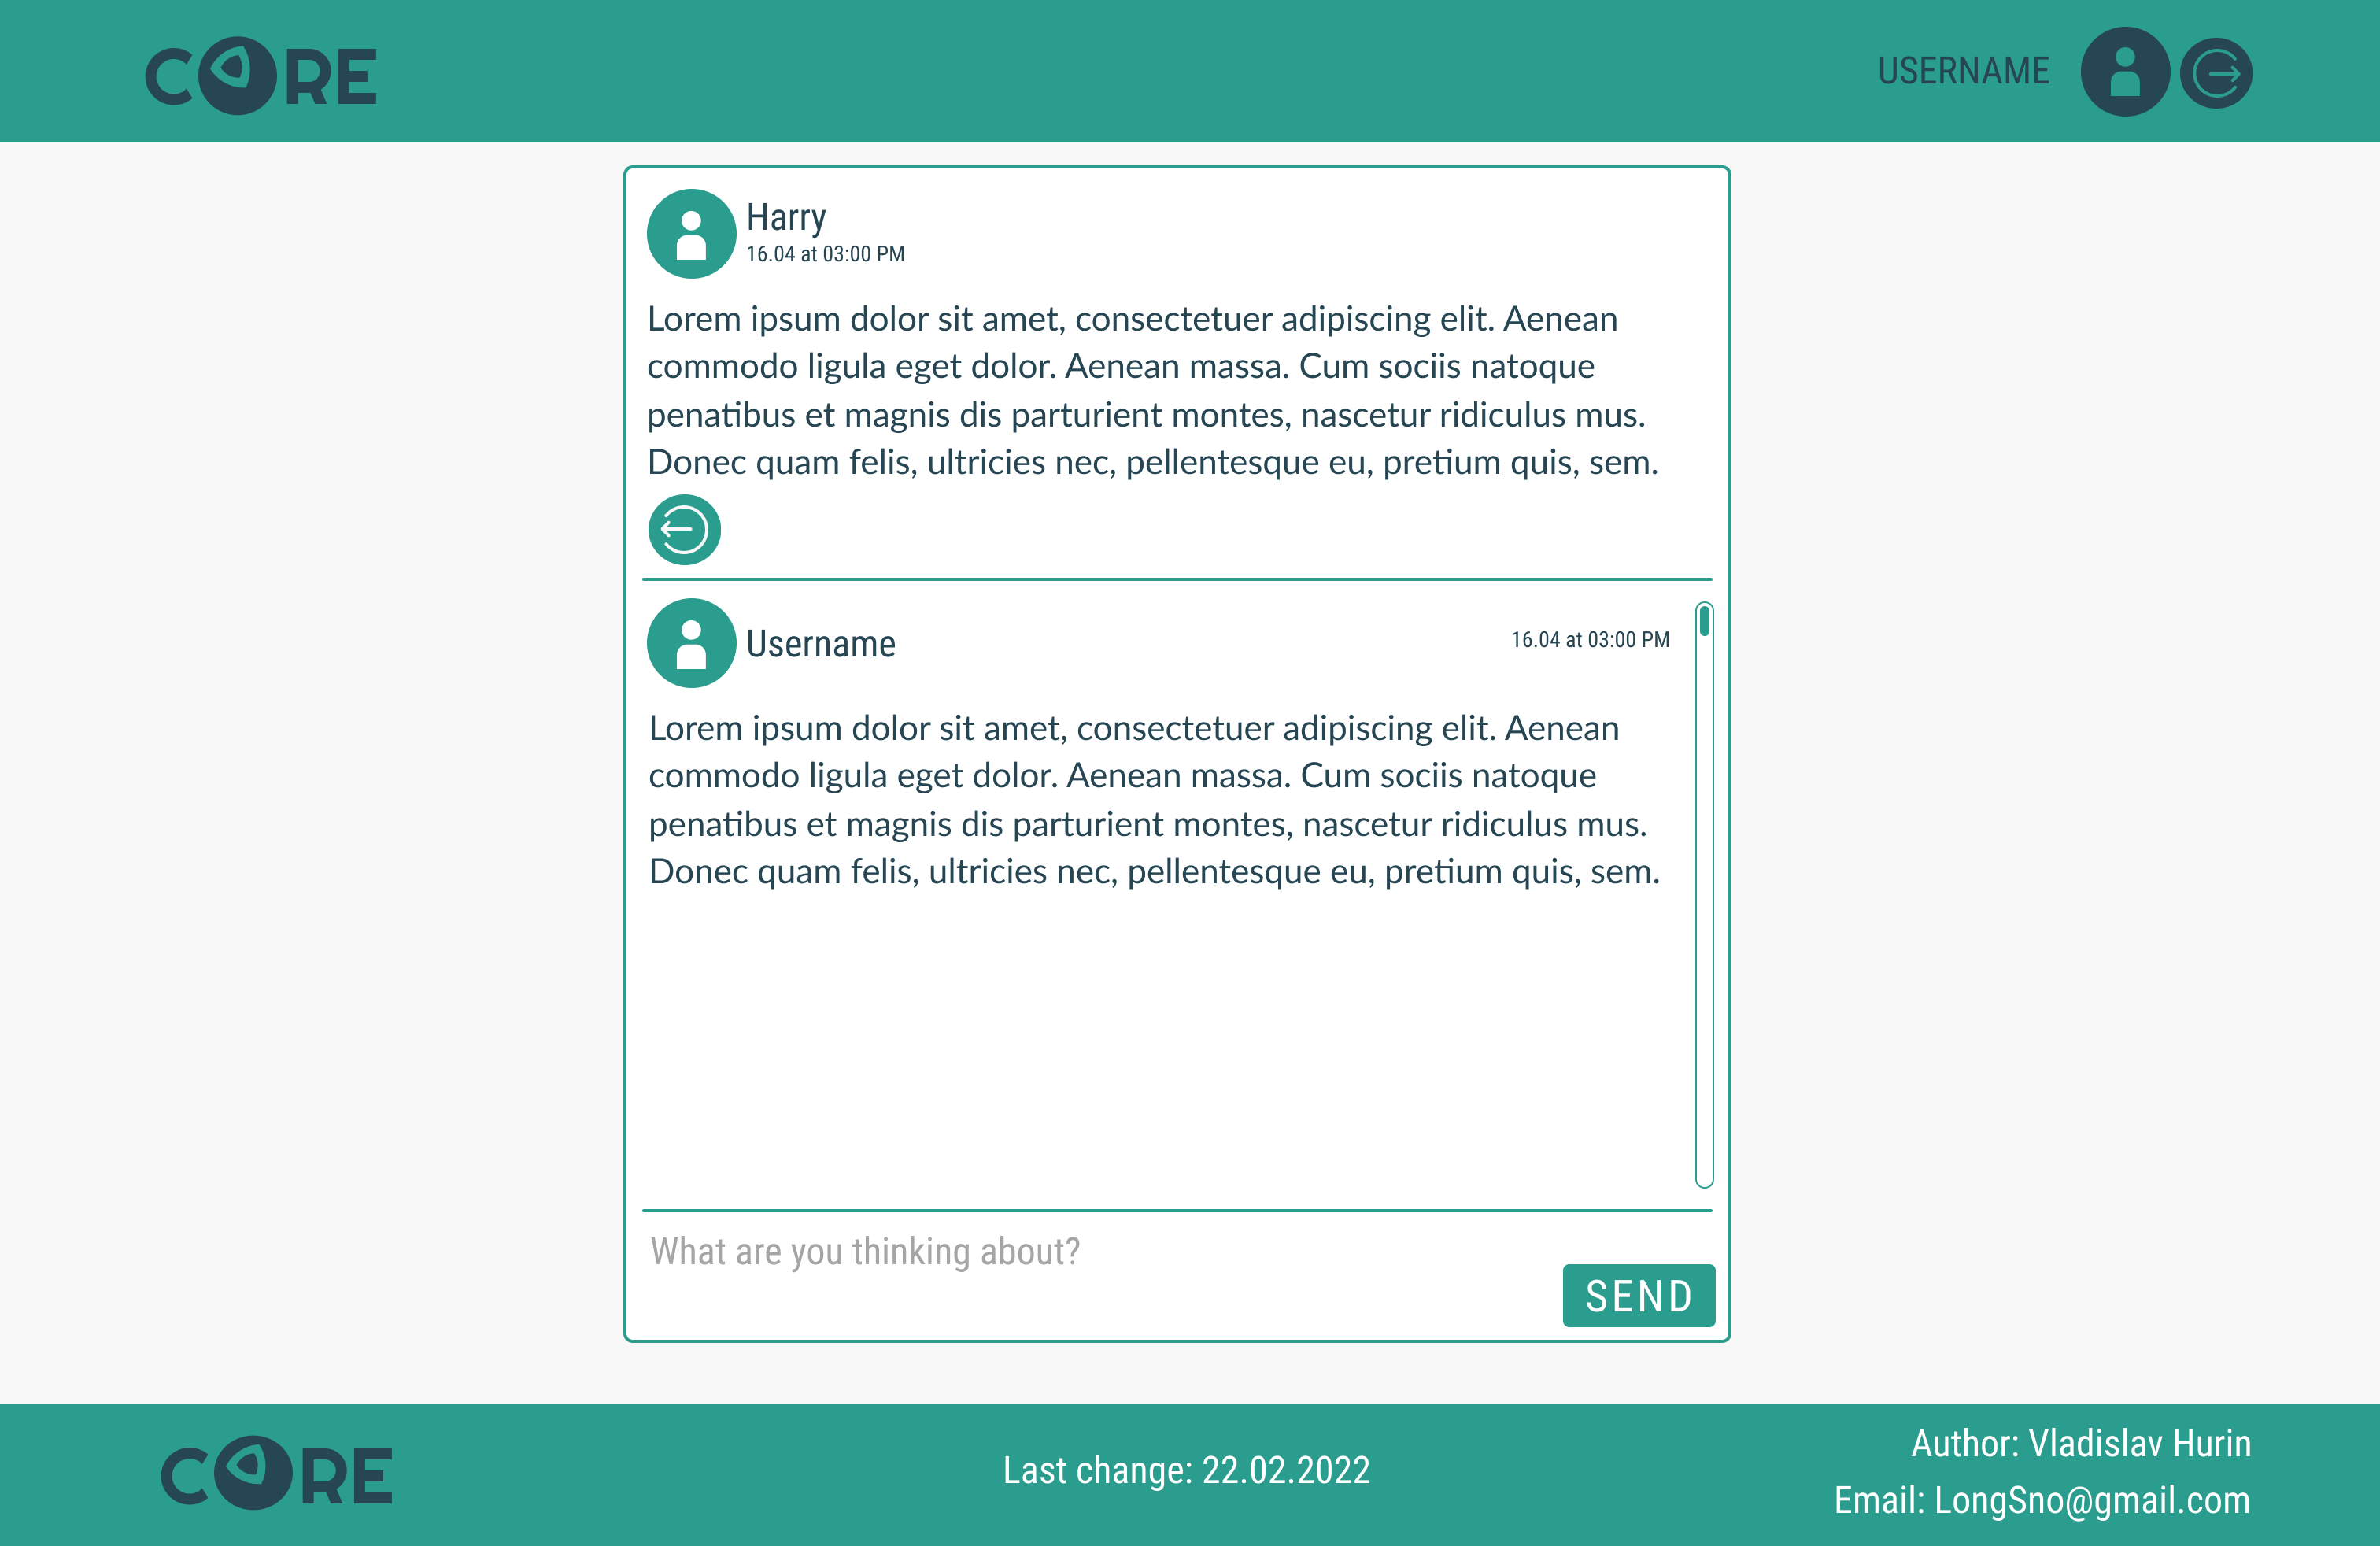 CORE
USERNAME
Harry
16.04 at 03:00 PM
Lorem ipsum dolor sit amet, consectetuer adipiscing elit. Aenean
commodo ligula eget dolor. Aenean massa. Cum sociis natoque
penatibus et magnis dis parturient montes, nascetur ridiculus mus.
Donec quam felis, ultricies nec, pellentesque eu, pretium quis, sem.
Username
16.04 at 03:00 PM
Lorem ipsum dolor sit amet, consectetuer adipiscing elit. Aenean
commodo ligula eget dolor. Aenean massa. Cum sociis natoque
penatibus et magnis dis parturient montes, nascetur ridiculus mus.
Donec quam felis, ultricies nec, pellentesque eu, pretium quis, sem.
What are you thinking about?
SEND
CORE
Last change: 22.02.2022
Author: Vladislav Hurin
Email: LongSno@gmail.com